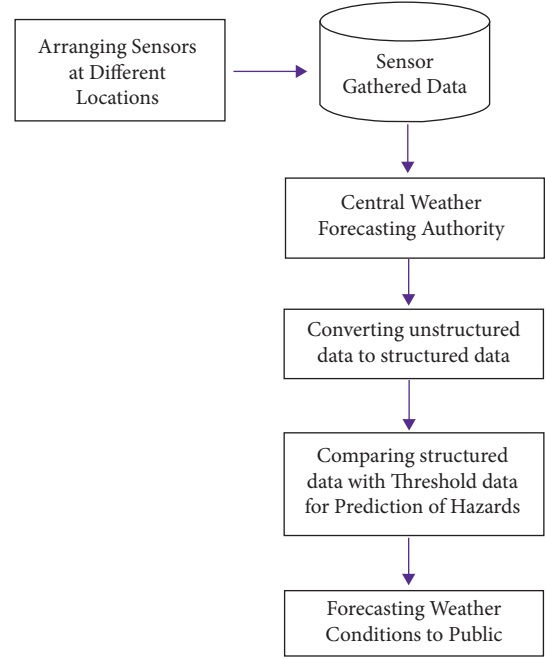 Arranging Sensors
at Different
Locations
Sensor
Gathered Data
Central Weather
Forecasting Authority
Converting unstructured
data to structured data
Comparing structured
data with Threshold data
for Prediction of Hazards
Forecasting Weather
Conditions to Public